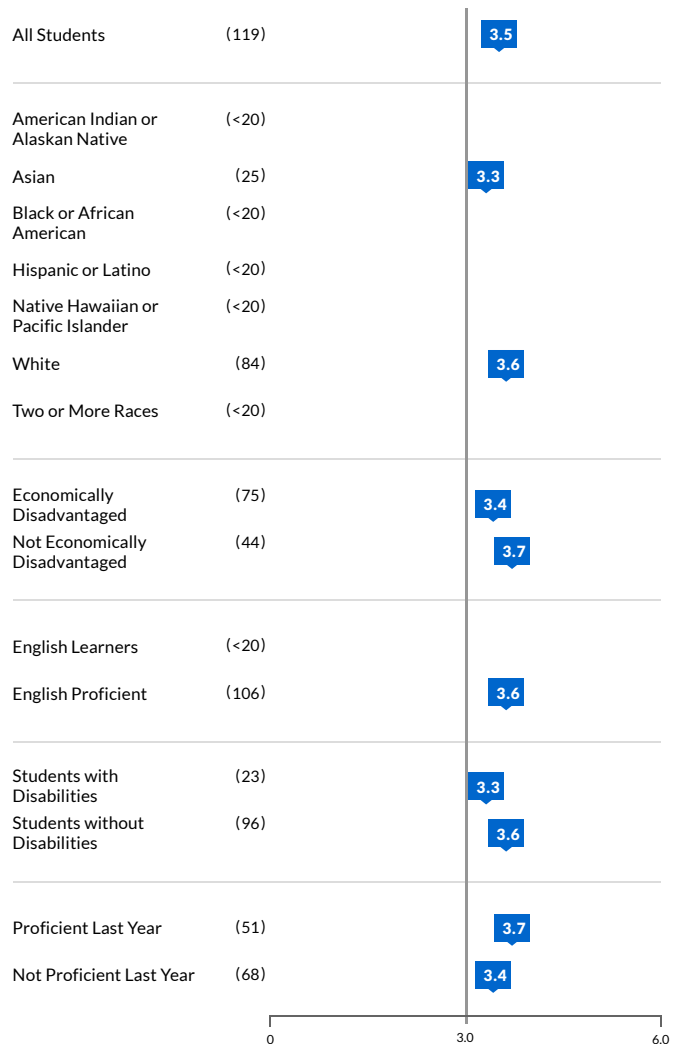 All Students (119) 3.5
American Indian or (<20)
Alaskan Native
Asian (25) 3.3
Black or African (<20)
American
Hispanic or Latino (<20)
Native Hawaiian or (<20)
Pacific Islander
White (84) 3.6
Two or More Races (<20)
Economically (75) 3.4
Disadvantaged
Not Economically (44) 3.7
Disadvantaged
English Learners (<20)
English Proficient (106) 3.6
Students with (23) 3.3
Disabilities
Students without (96) 3.6
Disabilities
Proficient Last Year (51) 3.7
Not Proficient Last Year (68) 3.4
0 3.0 6.0